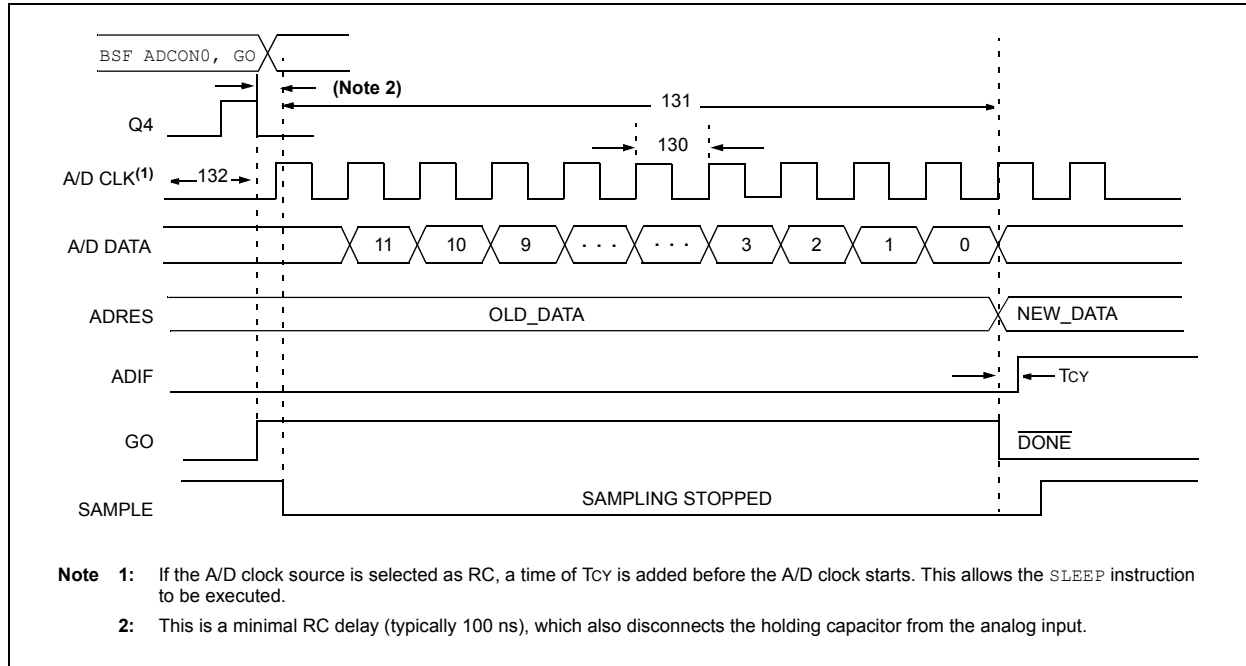 BSF ADCON0, GO
(Note 2)
131
Q4
130
A/D CLK(1)
132
A/D DATA
11 10 9 . . . . . . 3 2 1 0
ADRES
OLD_DATA
NEW_DATA
ADIF
TCY
GO
DONE
SAMPLE
SAMPLING STOPPED
Note 1: If the A/D clock source is selected as RC, a time of TCY is added before the A/D clock starts. This allows the SLEEP instruction
to be executed.
2: This is a minimal RC delay (typically 100 ns), which also disconnects the holding capacitor from the analog input.